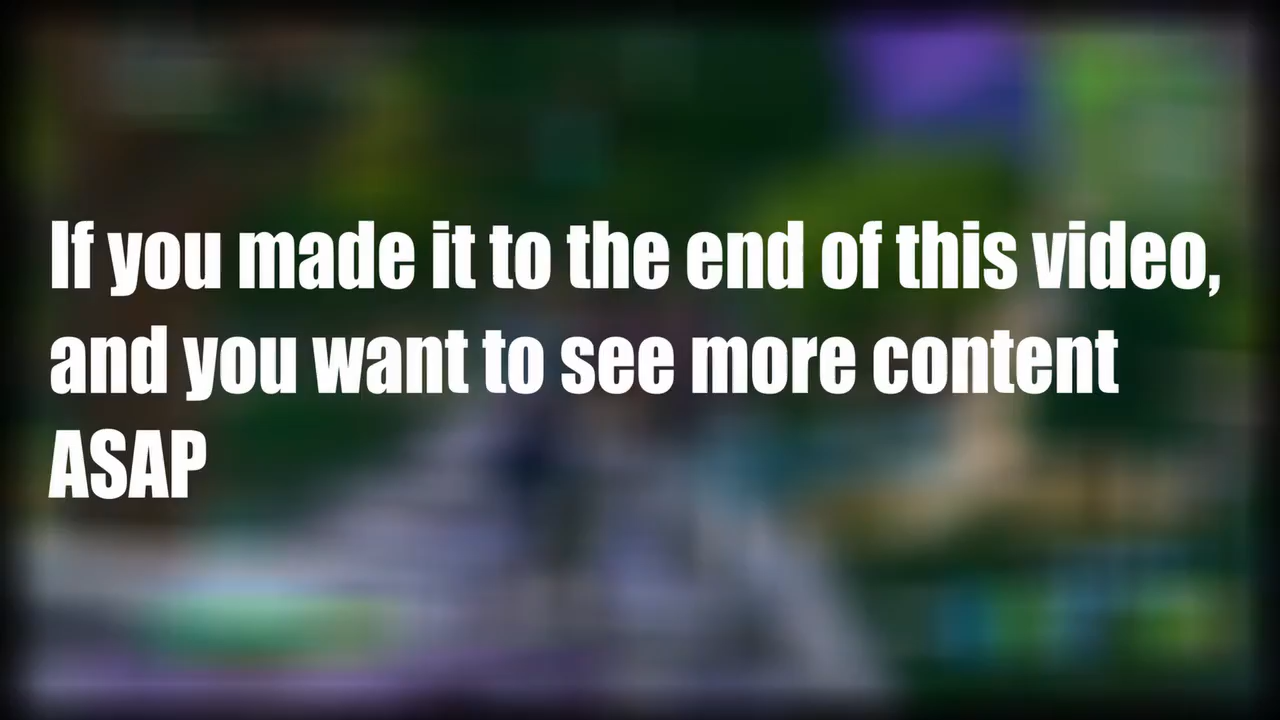 If you made it to the end of this video,
and you want to see more content
ASAP